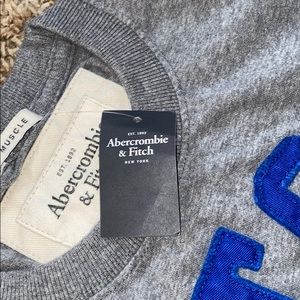 MUSCLE
EST. 1892
Abercrombie
& Fitch
EST. 1892
Abercrombie
& Fitch
NEW YORK